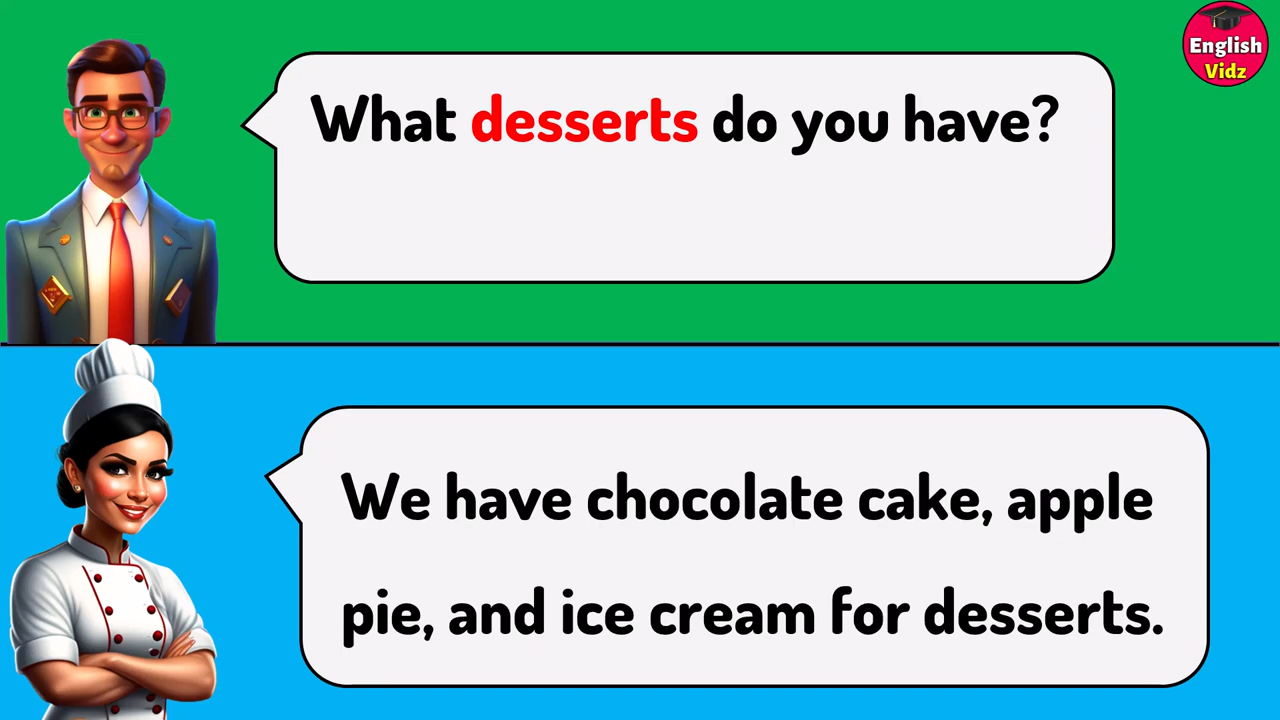 English
Vidz
What desserts do you have?
We have chocolate cake, apple
pie, and ice cream for desserts.